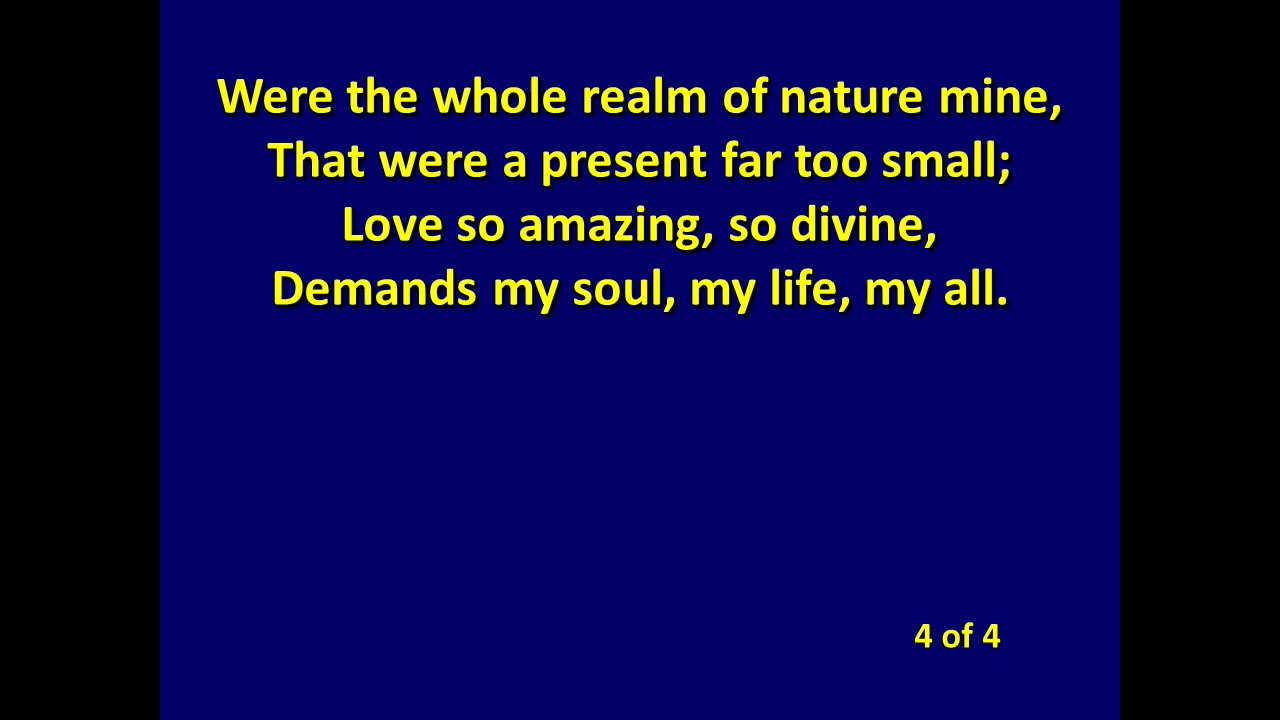 Were the whole realm of nature mine,
That were a present far too small;
Love so amazing, so divine,
Demands my soul, my life, my all.
4 of 4